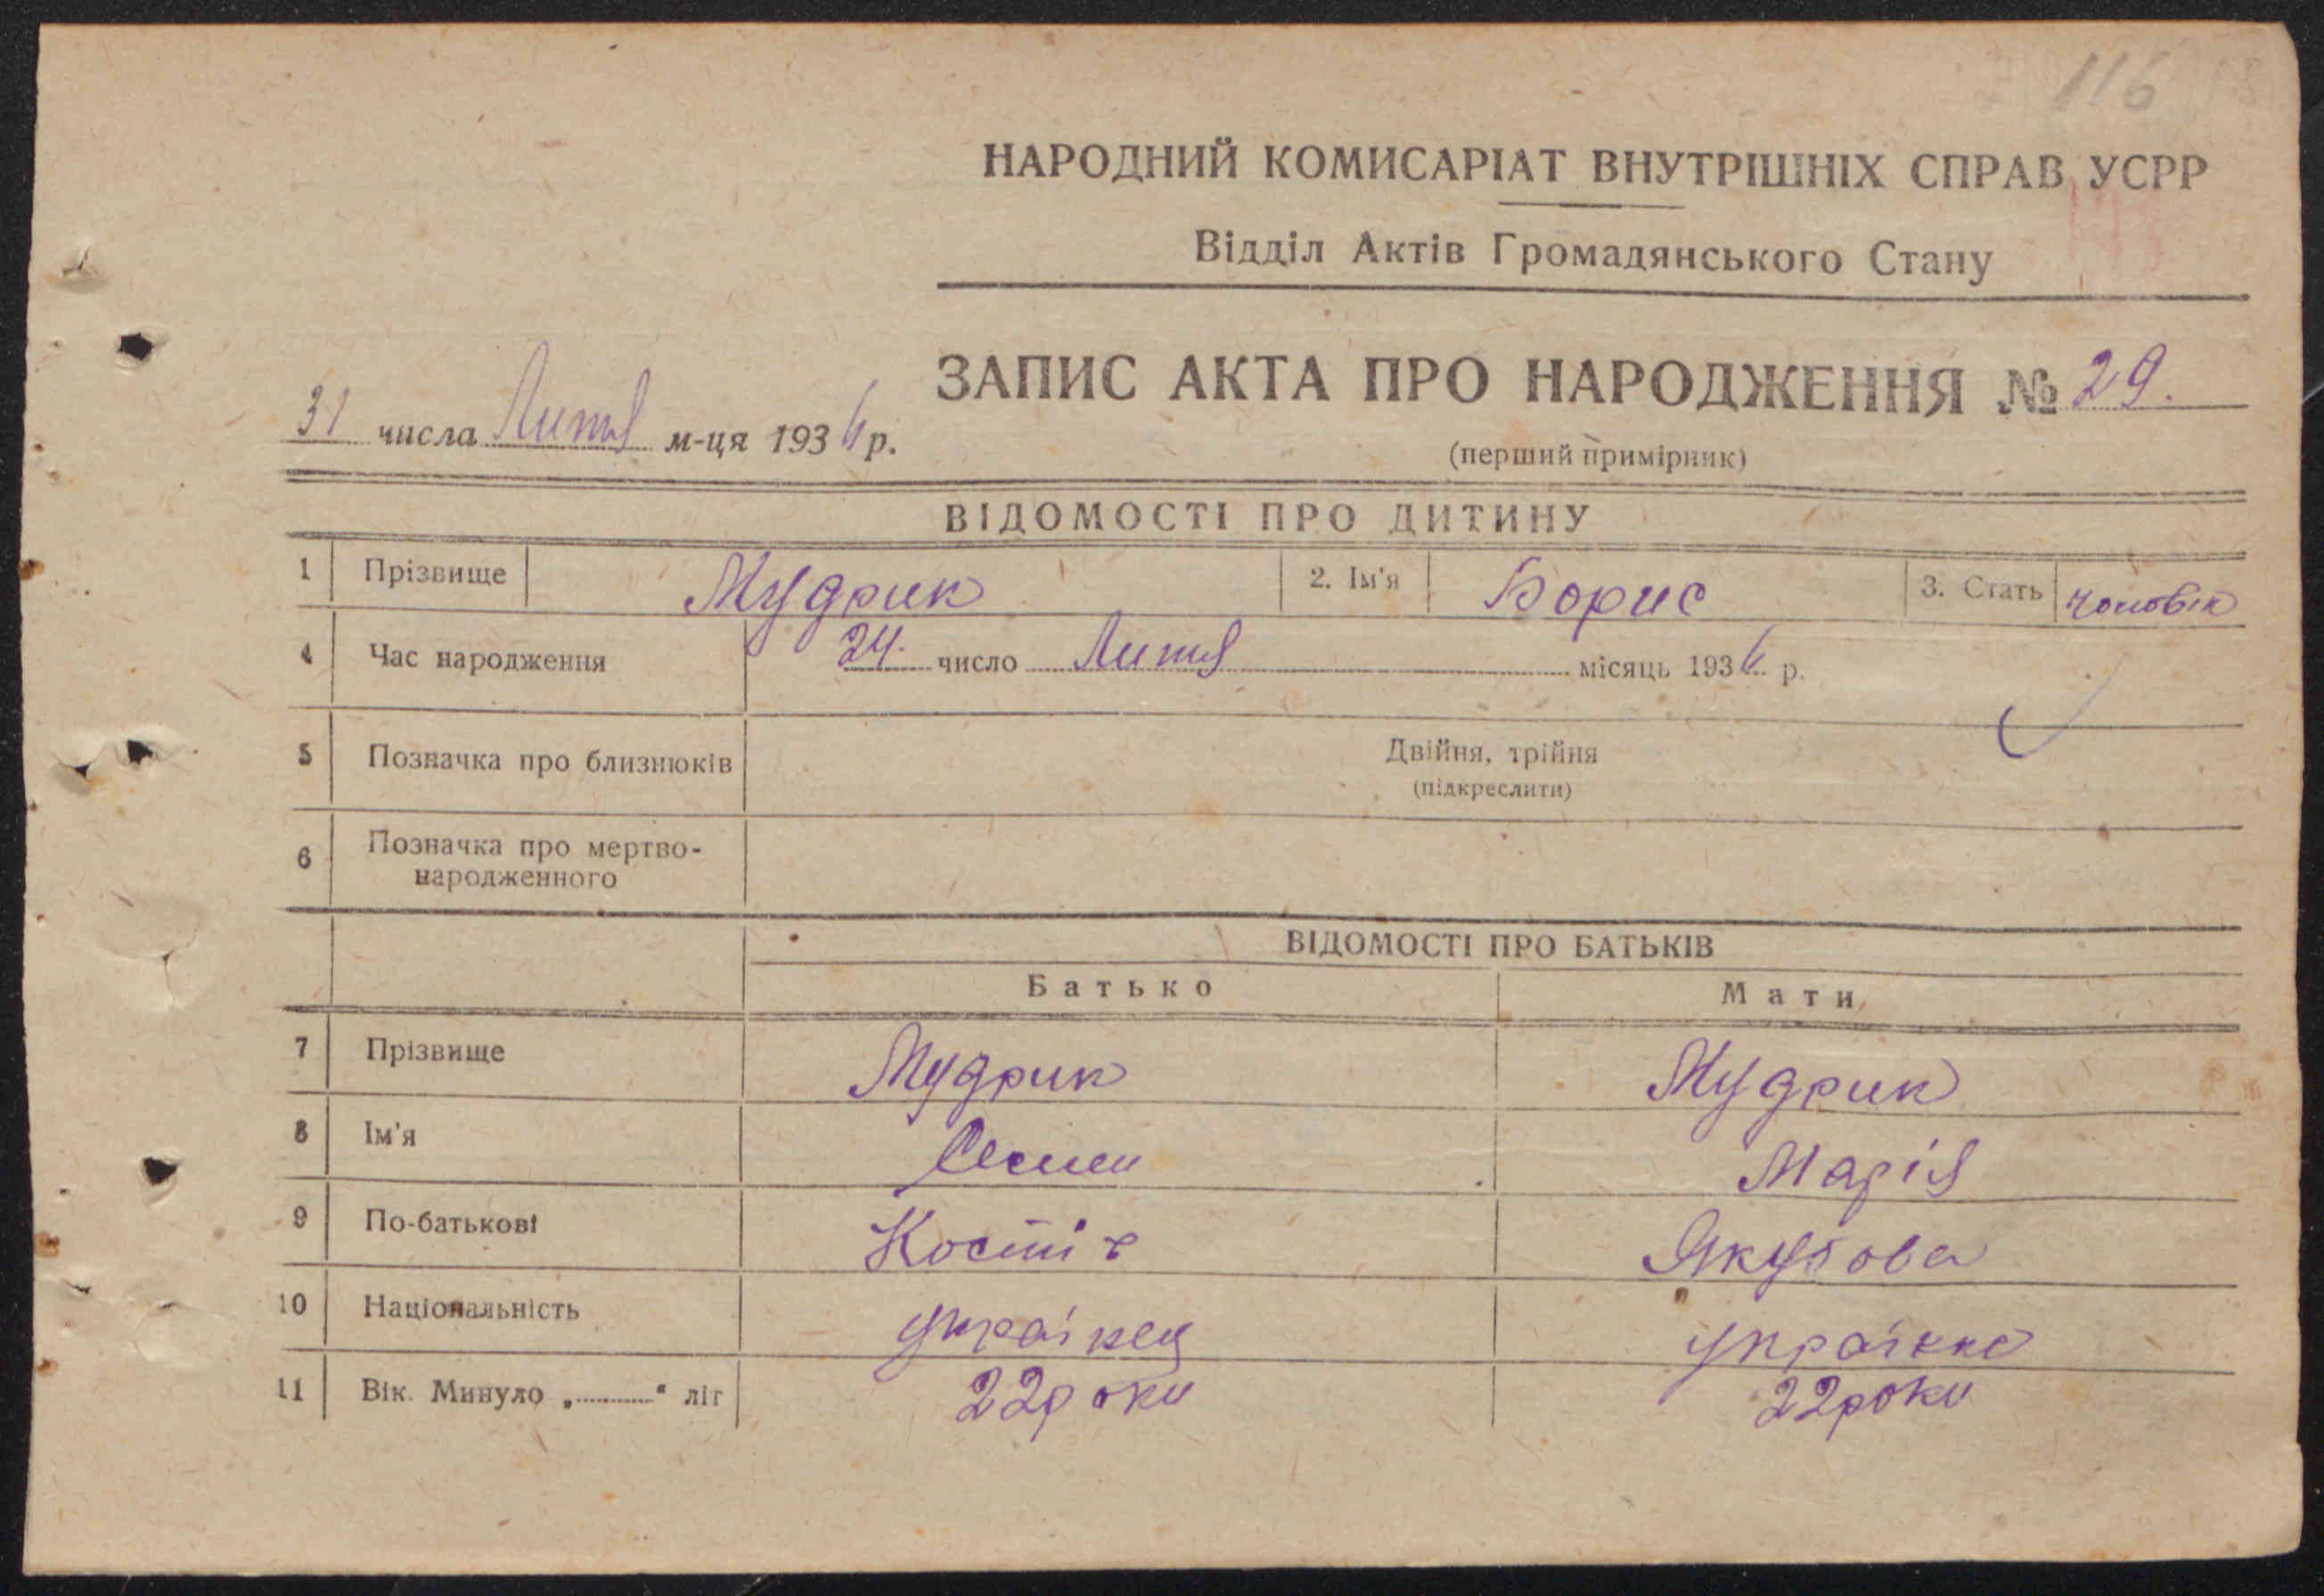 116
НАРОДНИЙ КОМИСАРІАТ ВНУТРІШНІХ СПРАВ УСРР
Відділ Актів Громадянського Стану
ЗАПИС АКТА ПРО НАРОДЖЕННЯ № 29.
31 числа Липня м-ця 1936 р.
(перший примірник)
ВІДОМОСТІ ПРО ДИТИНУ
1 Прізвище Мудрик 2. Ім'я Борис 3. Стать чоловік
4 Час народження 24. число Липня місяць 1936 р.
5 Позначка про близнюків Двійня, трійня
(підкреслити)
6 Позначка про мертво-
народженного
ВІДОМОСТІ ПРО БАТЬКІВ
Батько Мати
7 Прізвище Мудрик Мудрик
8 Ім'я Марія
9 По-батькові Якубова
10 Національність українец українка
11 Вік. Минуло „ “ літ 22 роки 22 роки